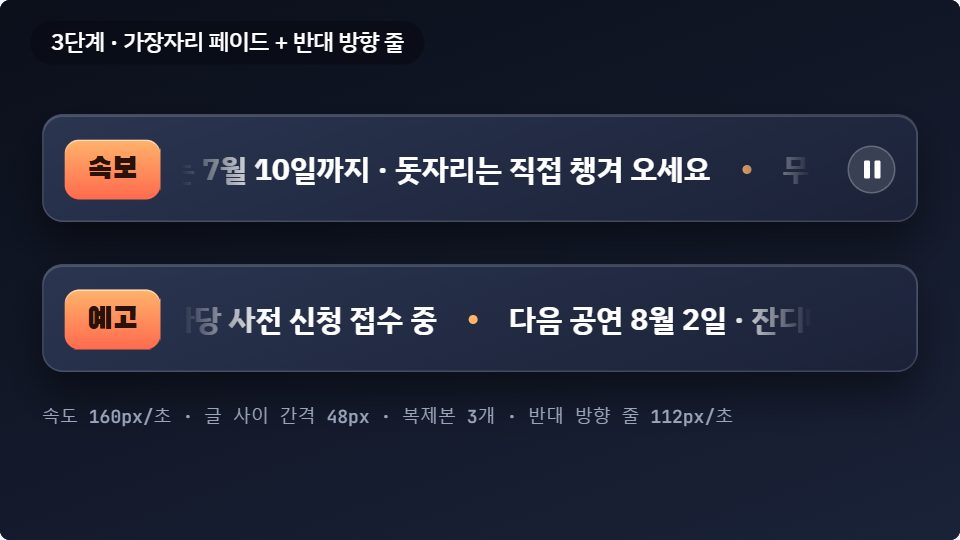 3단계 · 가장자리 페이드 + 반대 방향 줄
속보 7월 10일까지 · 돗자리는 직접 챙겨 오세요 • 무
예고 당 사전 신청 접수 중 • 다음 공연 8월 2일 · 잔디
속도 160px/초 · 글 사이 간격 48px · 복제본 3개 · 반대 방향 줄 112px/초